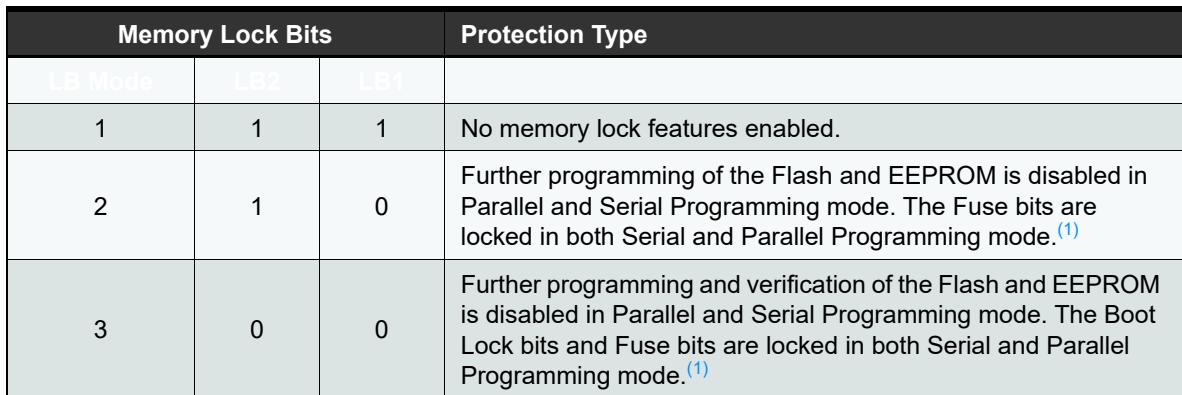 Memory Lock Bits Protection Type
LB Mode LB2 LB1
1 1 1 No memory lock features enabled.
2 1 0 Further programming of the Flash and EEPROM is disabled in
Parallel and Serial Programming mode. The Fuse bits are
locked in both Serial and Parallel Programming mode.(1)
3 0 0 Further programming and verification of the Flash and EEPROM
is disabled in Parallel and Serial Programming mode. The Boot
Lock bits and Fuse bits are locked in both Serial and Parallel
Programming mode.(1)